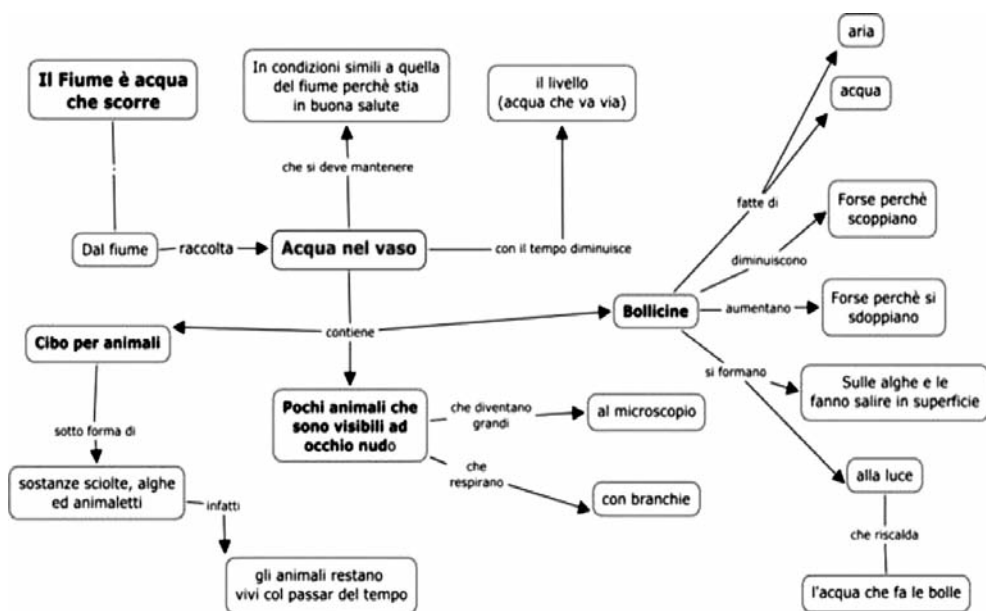 Il Fiume è acqua
che scorre
:
Dal fiume
raccolta
Acqua nel vaso
che si deve mantenere
In condizioni simili a quella
del fiume perchè stia
in buona salute
con il tempo diminuisce
il livello
(acqua che va via)
contiene
Cibo per animali
sotto forma di
sostanze sciolte, alghe
ed animaletti
infatti
gli animali restano
vivi col passar del tempo
Pochi animali che
sono visibili ad
occhio nudo
che diventano
grandi
al microscopio
che
respirano
con branchie
Bollicine
fatte di
aria
acqua
diminuiscono
Forse perchè
scoppiano
aumentano
Forse perchè si
sdoppiano
si formano
Sulle alghe e le
fanno salire in superficie
alla luce
che riscalda
l'acqua che fa le bolle